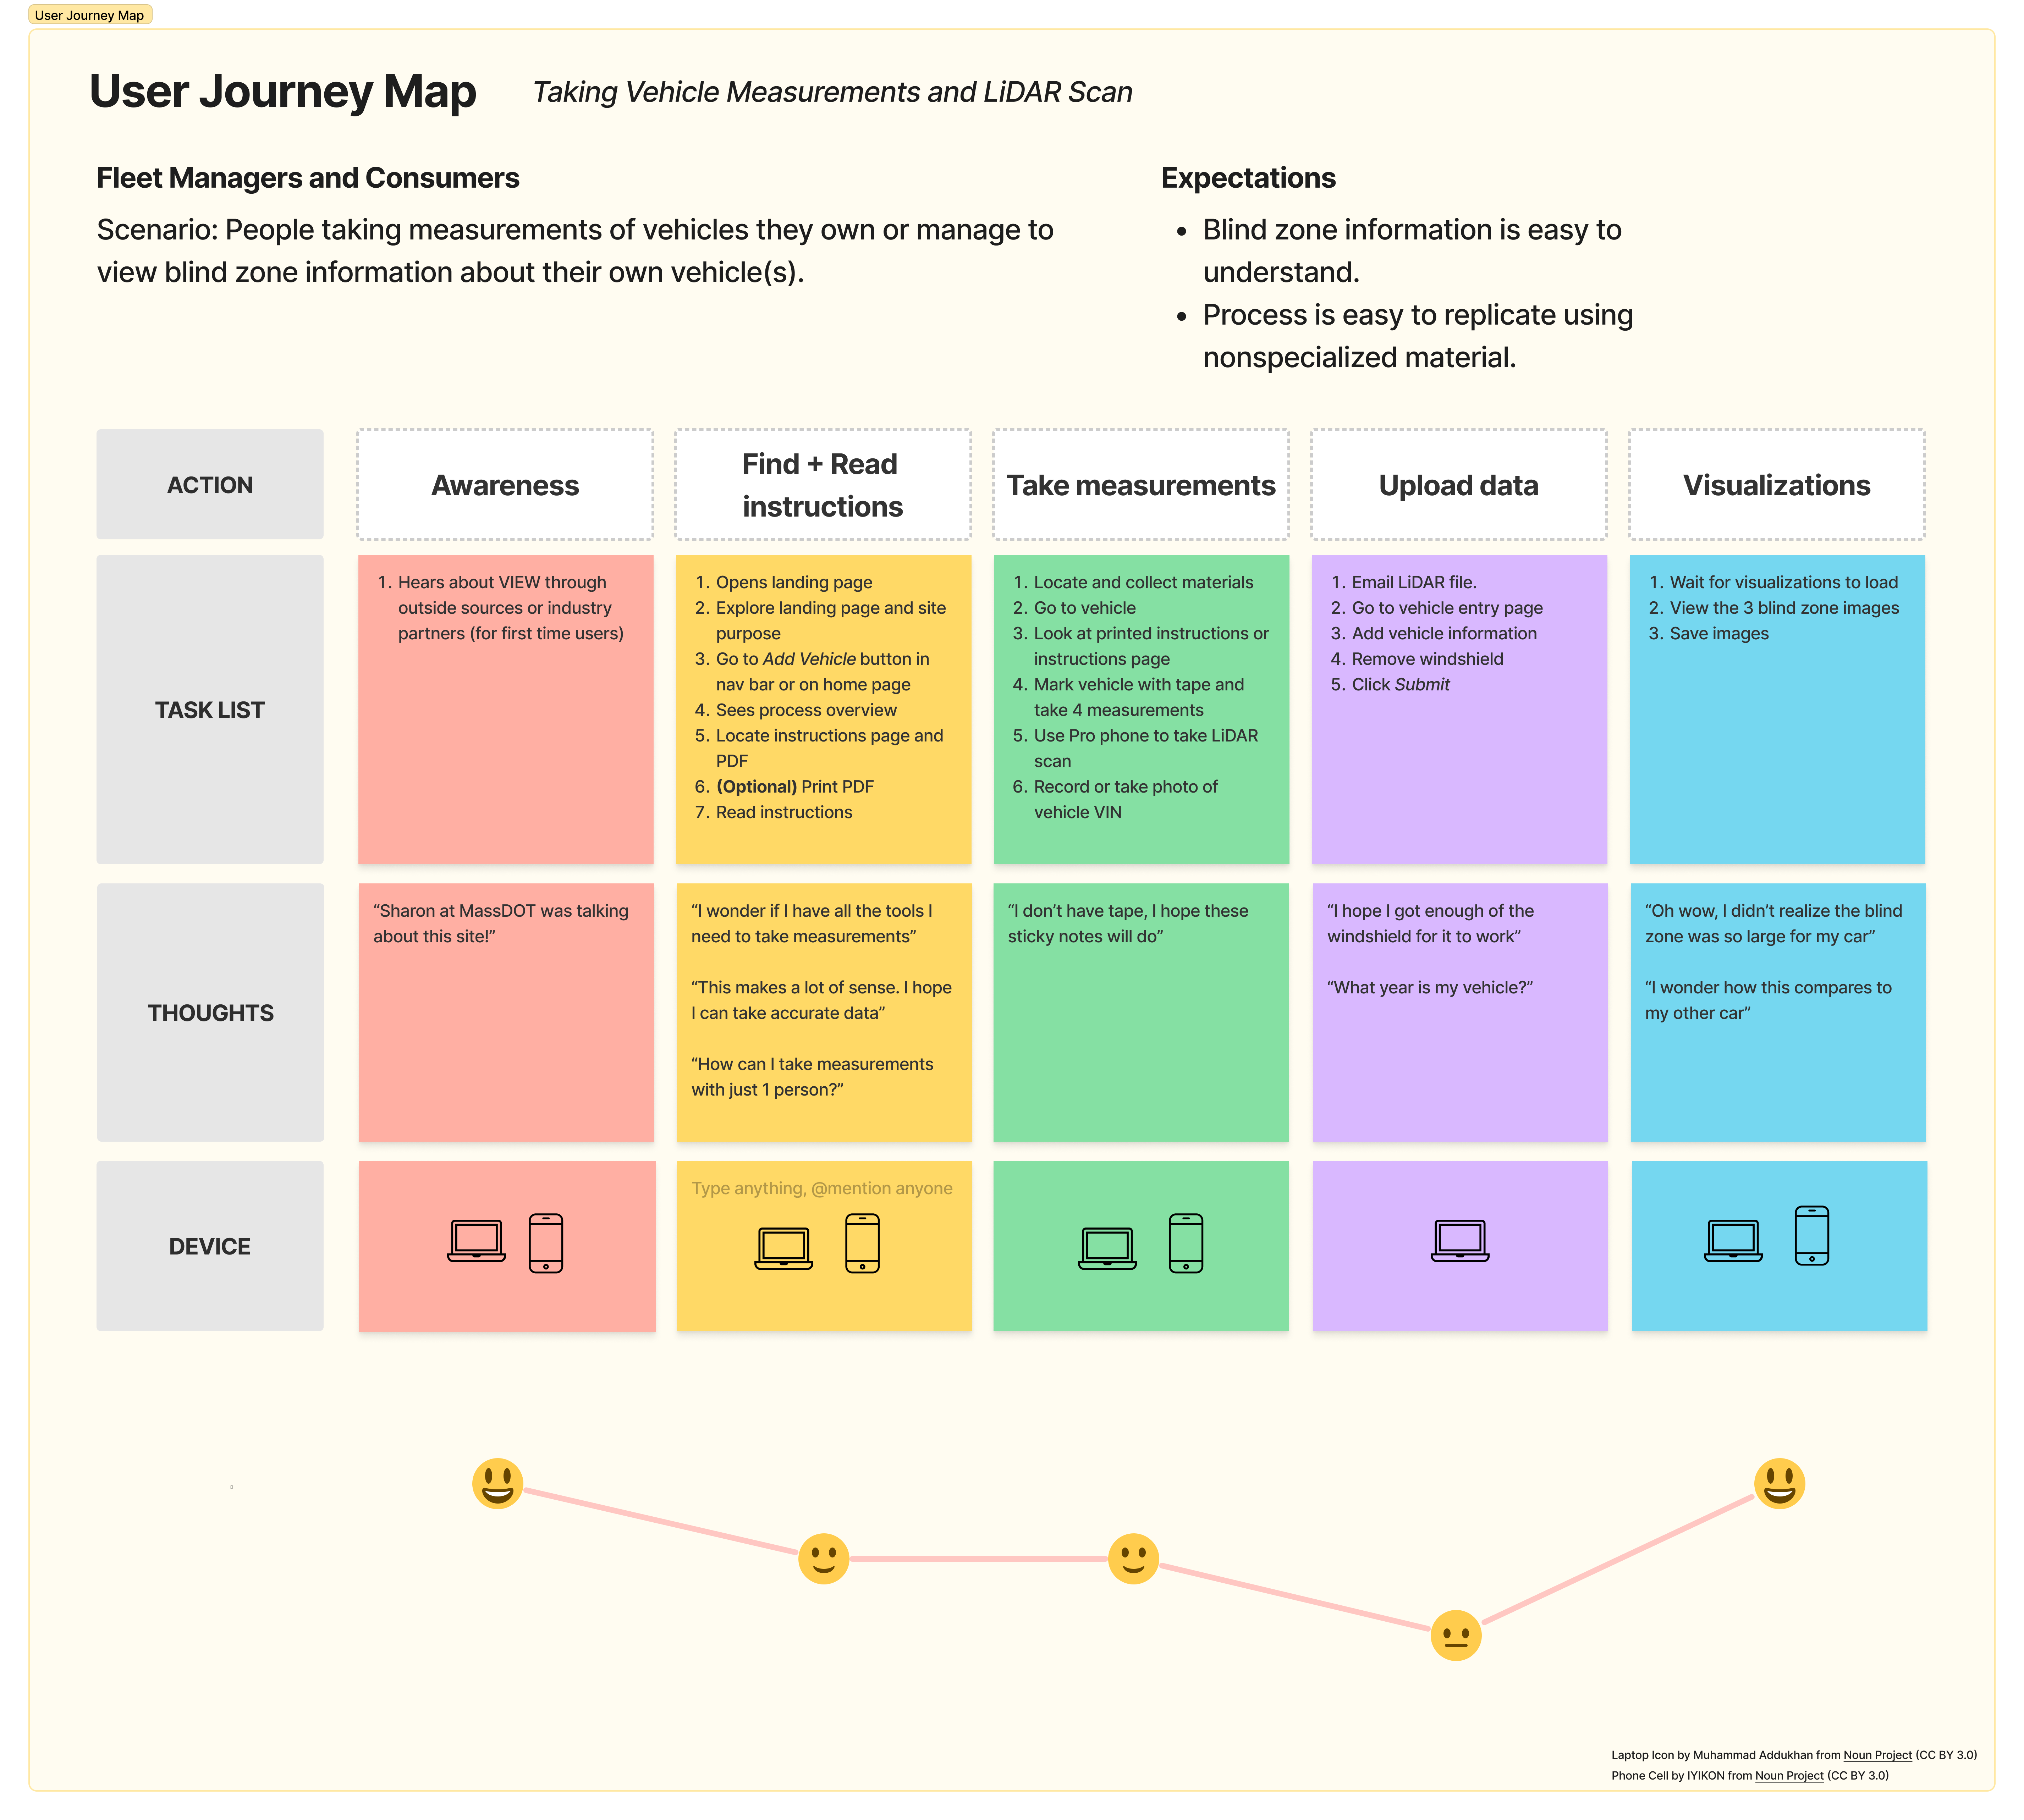 User Journey Map
User Journey Map
Taking Vehicle Measurements and LiDAR Scan
Fleet Managers and Consumers
Scenario: People taking measurements of vehicles they own or manage to
view blind zone information about their own vehicle(s).
Expectations
• Blind zone information is easy to
understand.
• Process is easy to replicate using
nonspecialized material.
ACTION
Awareness
Find + Read
instructions
Take measurements
Upload data
Visualizations
TASK LIST
1. Hears about VIEW through
outside sources or industry
partners (for first time users)
1. Opens landing page
2. Explore landing page and site
purpose
3. Go to Add Vehicle button in
nav bar or on home page
4. Sees process overview
5. Locate instructions page and
PDF
6. (Optional) Print PDF
7. Read instructions
1. Locate and collect materials
2. Go to vehicle
3. Look at printed instructions or
instructions page
4. Mark vehicle with tape and
take 4 measurements
5. Use Pro phone to take LiDAR
scan
6. Record or take photo of
vehicle VIN
1. Email LiDAR file.
2. Go to vehicle entry page
3. Add vehicle information
4. Remove windshield
5. Click Submit
1. Wait for visualizations to load
2. View the 3 blind zone images
3. Save images
THOUGHTS
“Sharon at MassDOT was talking
about this site!”
“I wonder if I have all the tools I
need to take measurements”
“This makes a lot of sense. I hope
I can take accurate data”
“How can I take measurements
with just 1 person?”
“I don’t have tape, I hope these
sticky notes will do”
“I hope I got enough of the
windshield for it to work”
“What year is my vehicle?”
“Oh wow, I didn’t realize the blind
zone was so large for my car”
“I wonder how this compares to
my other car”
DEVICE
Type anything, @mention anyone
Laptop Icon by Muhammad Addukhan from Noun Project (CC BY 3.0)
Phone Cell by IYIKON from Noun Project (CC BY 3.0)